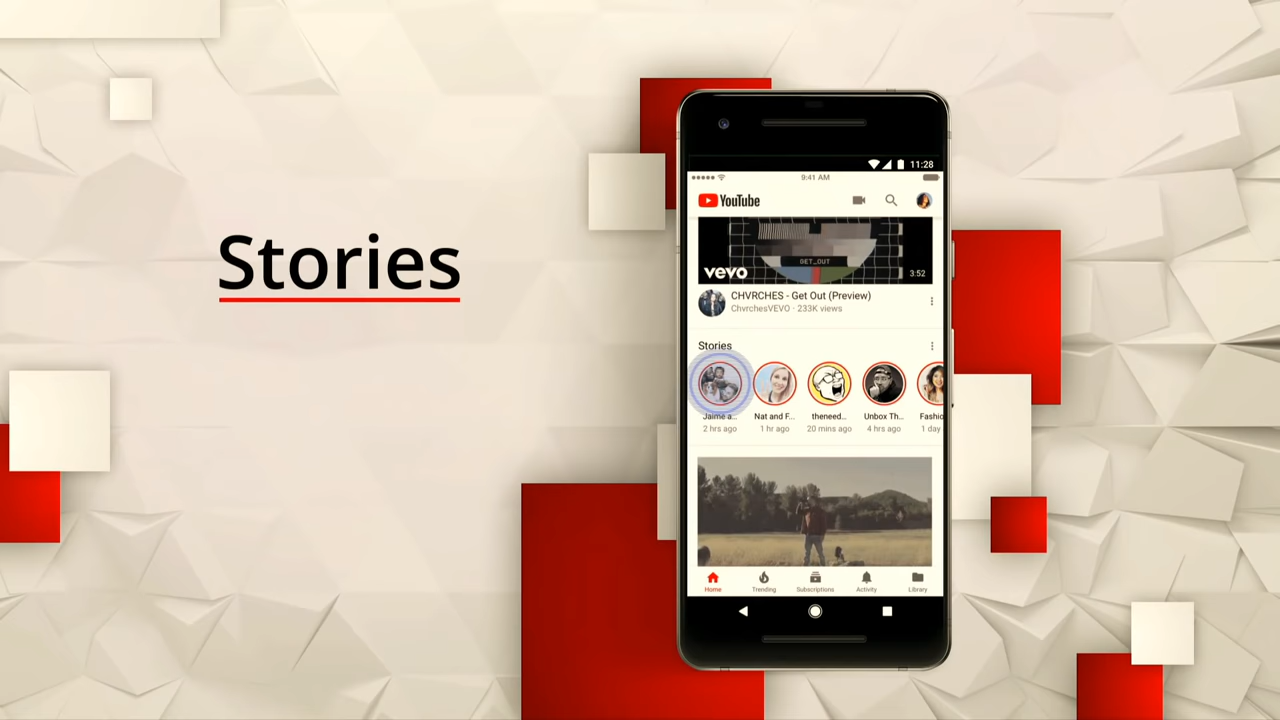 Stories
11:28
9:41 AM
YouTube
GET_OUT
vevo
3:52
CHVRCHES - Get Out (Preview)
ChvrchesVEVO · 233K views
Stories
Jaime a... Nat and F... theneed... Unbox Th... Fashio
2 hrs ago 1 hr ago 20 mins ago 4 hrs ago 1 day
Home Trending Subscriptions Activity Library